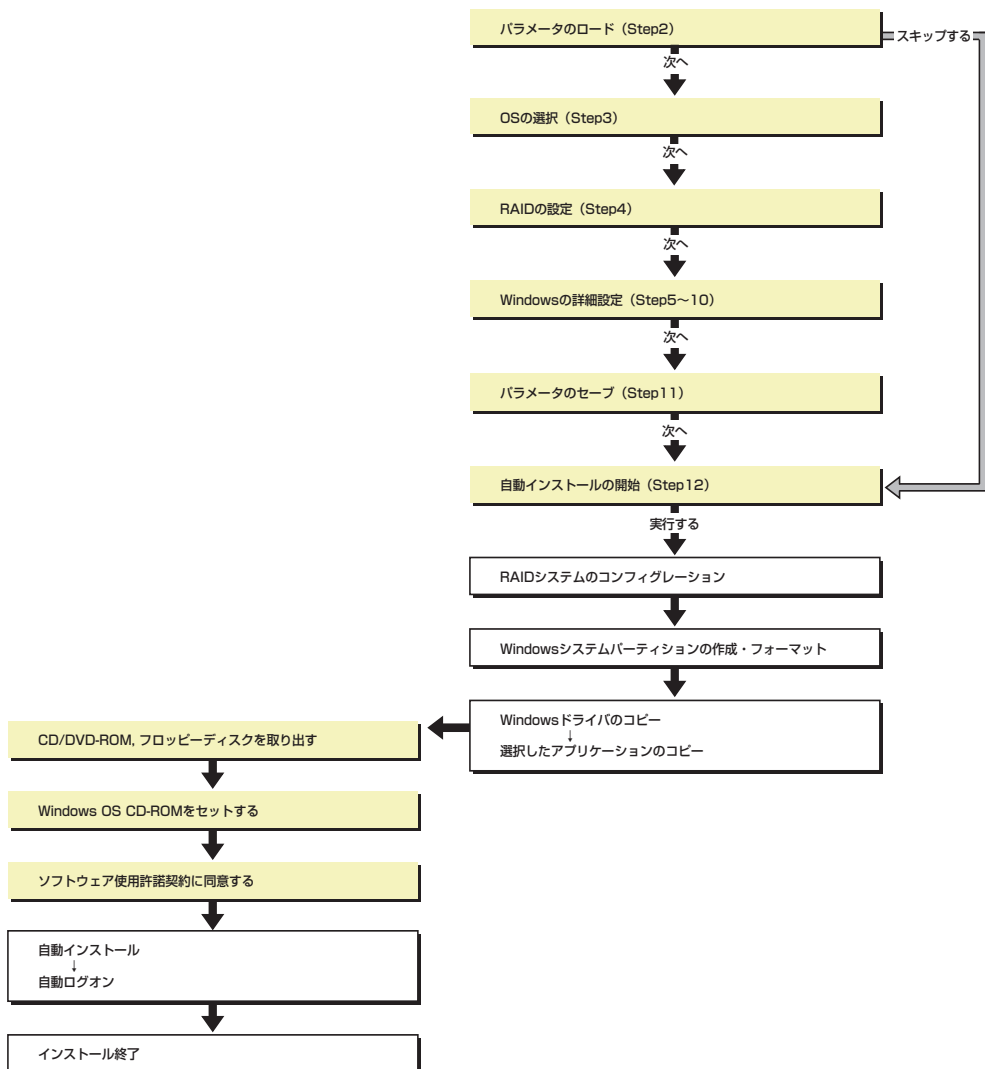 パラメータのロード（Step2）
スキップする
次へ
OSの選択（Step3）
次へ
RAIDの設定（Step4）
次へ
Windowsの詳細設定（Step5～10）
次へ
パラメータのセーブ（Step11）
次へ
自動インストールの開始（Step12）
実行する
RAIDシステムのコンフィグレーション
Windowsシステムパーティションの作成・フォーマット
Windowsドライバのコピー
↓
選択したアプリケーションのコピー
CD/DVD-ROM, フロッピーディスクを取り出す
Windows OS CD-ROMをセットする
ソフトウェア使用許諾契約に同意する
自動インストール
↓
自動ログオン
インストール終了